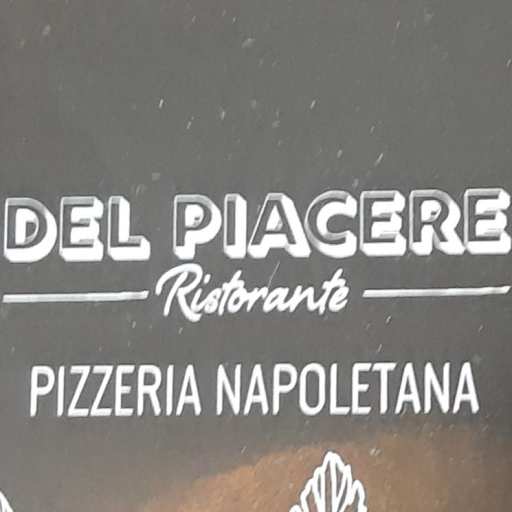 DEL PIACERE
Ristorante
PIZZERIA NAPOLETANA